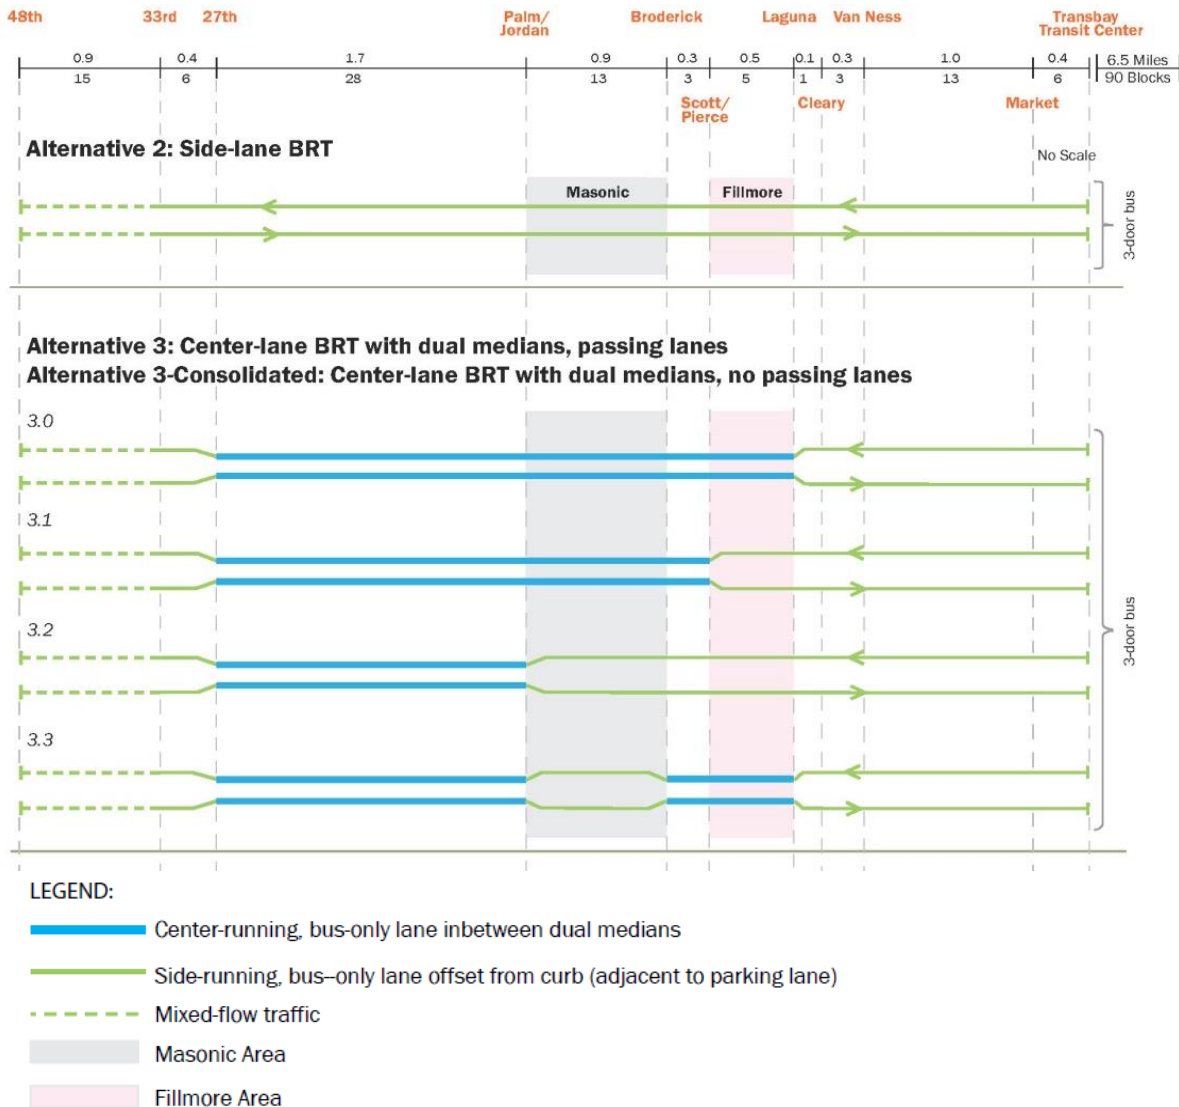 48th 33rd 27th Palm/ Broderick Laguna Van Ness Transbay
Jordan Transit Center
0.9 0.4 1.7 0.9 0.3 0.5 0.1 0.3 1.0 0.4 6.5 Miles
15 6 28 13 3 5 1 3 13 6 90 Blocks
Scott/ Cleary Market
Pierce
Alternative 2: Side-lane BRT
No Scale
Masonic Fillmore
3-door bus
Alternative 3: Center-lane BRT with dual medians, passing lanes
Alternative 3-Consolidated: Center-lane BRT with dual medians, no passing lanes
3.0
3.1
3.2
3-door bus
3.3
LEGEND:
Center-running, bus-only lane inbetween dual medians
Side-running, bus--only lane offset from curb (adjacent to parking lane)
Mixed-flow traffic
Masonic Area
Fillmore Area